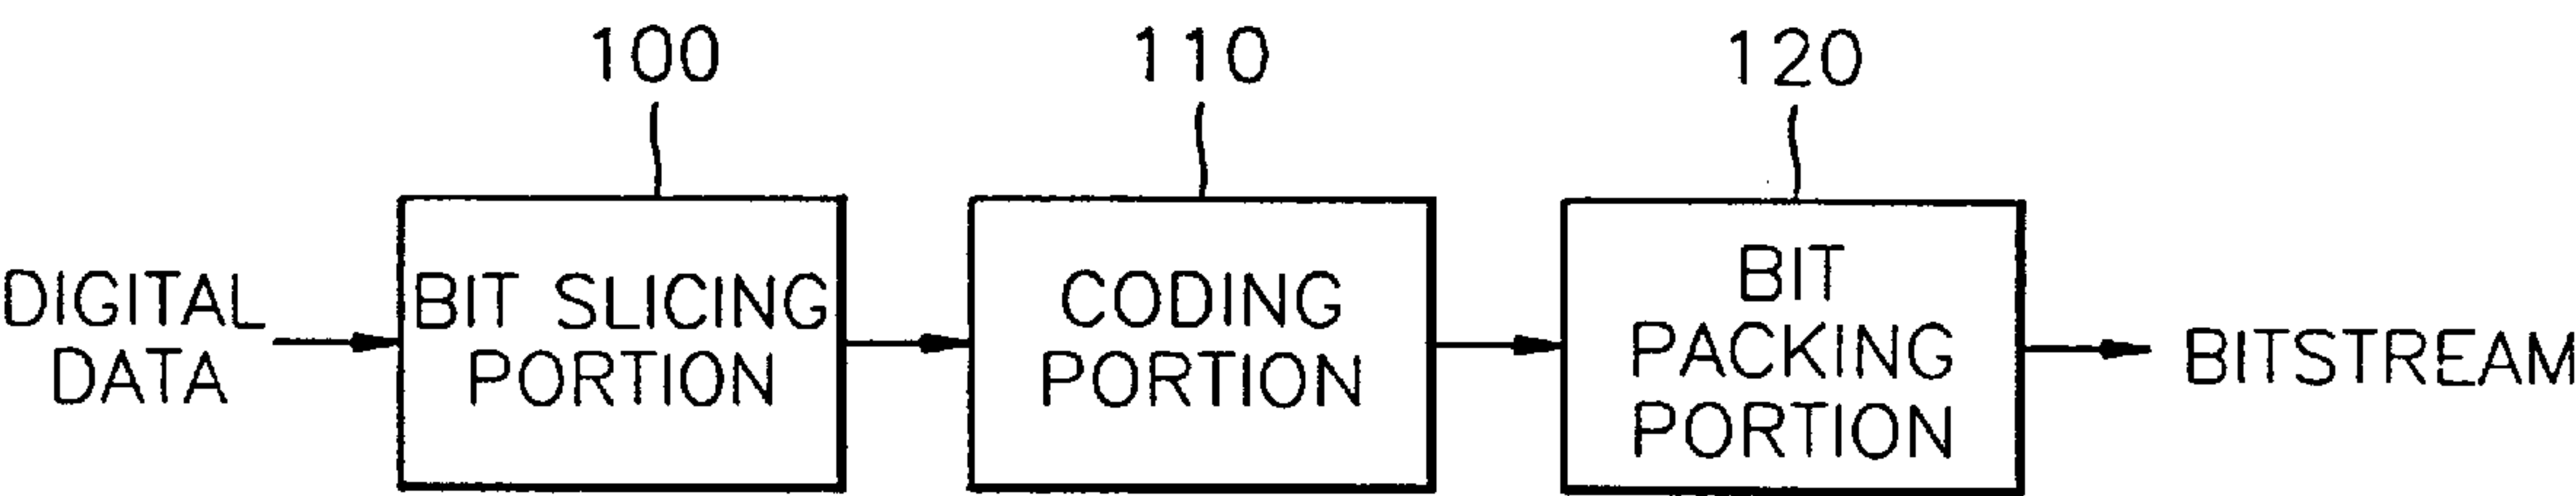 100
110
120
DIGITAL
DATA
BIT SLICING
PORTION
CODING
PORTION
BIT
PACKING
PORTION
BITSTREAM